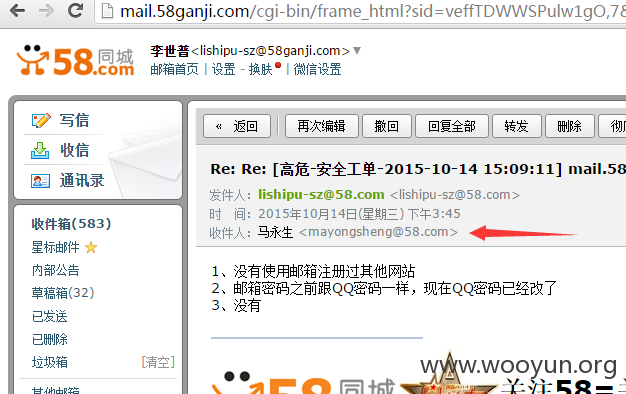 mail.58ganji.com/cgi-bin/frame_html?sid=veffTDWWSPulw1gO,7&
58同城
58.com
李世普<lishipu-sz@58ganji.com>
邮箱首页 | 设置 - 换肤 | 微信设置
写信
收信
通讯录
收件箱(583)
星标邮件
内部公告
草稿箱(32)
已发送
已删除
垃圾箱 [清空]
其他邮箱
« 返回 再次编辑 撤回 回复全部 转发 删除
Re: Re: [高危-安全工单-2015-10-14 15:09:11] mail.58
发件人：lishipu-sz@58.com <lishipu-sz@58.com>
时 间：2015年10月14日(星期三) 下午3:45
收件人：马永生 <mayongsheng@58.com>
1、没有使用邮箱注册过其他网站
2、邮箱密码之前跟QQ密码一样，现在QQ密码已经改了
3、没有
58同城 关注58=
www.wooyun.org